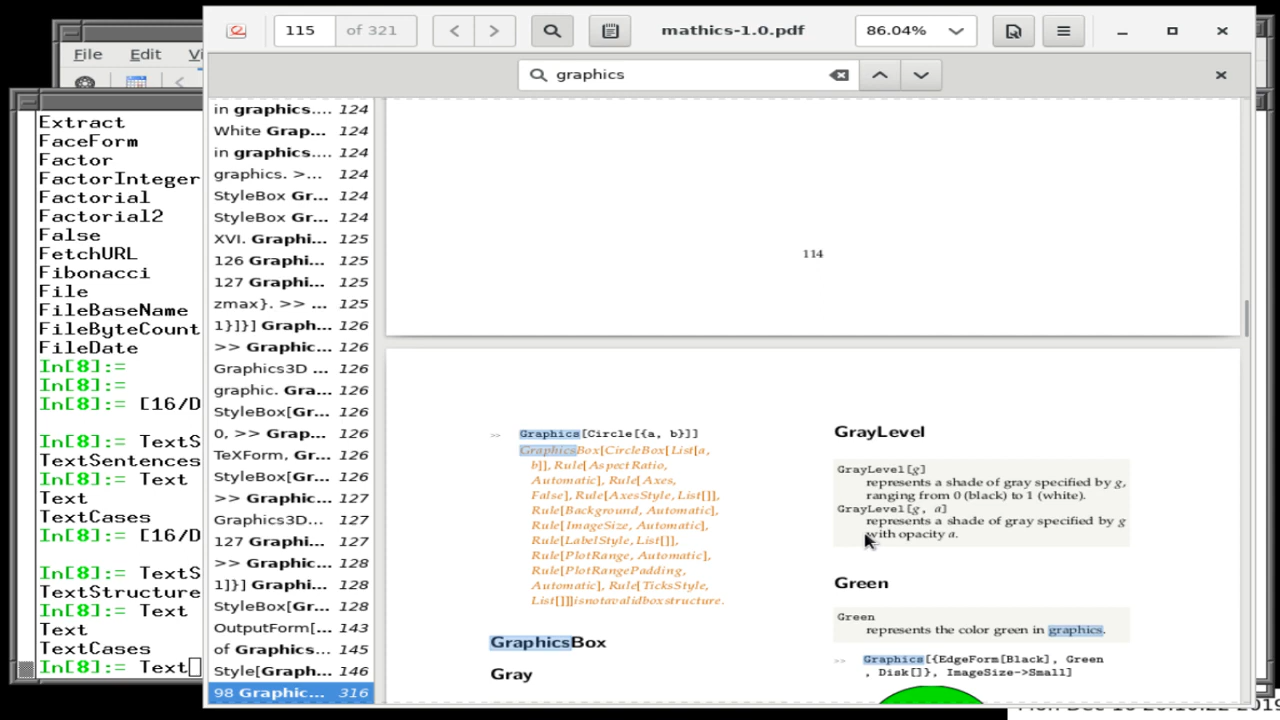 115 of 321
mathics-1.0.pdf
86.04%
File Edit Vi
graphics
Extract
FaceForm
Factor
FactorInteger
Factorial
Factorial2
False
FetchURL
Fibonacci
File
FileBaseName
FileByteCount
FileDate
In[8]:=
In[8]:=
In[8]:= [16/D
In[8]:= TextS
TextSentences
In[8]:= Text
Text
TextCases
In[8]:= [16/D
In[8]:= TextS
TextStructure
In[8]:= Text
Text
TextCases
In[8]:= Text
in graphics.... 124
White Grap... 124
in graphics.... 124
graphics. >... 124
StyleBox Gr... 124
StyleBox Gr... 124
XVI. Graphi... 125
126 Graphi... 125
127 Graphi... 125
zmax}. >> ... 125
1}]}] Graph... 126
>> Graphic... 126
Graphics3D ... 126
graphic. Gra... 126
StyleBox[Gr... 126
0, >> Grap... 126
TeXForm, Gr... 126
StyleBox[Gr... 126
>> Graphic... 127
Graphics3D... 127
127 Graphi... 127
>> Graphic... 128
1]}] Graphi... 128
StyleBox[Gr... 128
OutputForm[... 143
of Graphics... 145
Style[Graph... 146
98 Graphic... 316
114
>> Graphics[Circle[{a, b}]]
GraphicsBox[CircleBox[List[a,
b]], Rule[AspectRatio,
Automatic], Rule[Axes,
False], Rule[AxesStyle, List[]],
Rule[Background, Automatic],
Rule[ImageSize, Automatic],
Rule[LabelStyle, List[]],
Rule[PlotRange, Automatic],
Rule[PlotRangePadding,
Automatic], Rule[TicksStyle,
List[]]]isnotavalidboxstructure.
GraphicsBox
Gray
GrayLevel
GrayLevel[g]
represents a shade of gray specified by g,
ranging from 0 (black) to 1 (white).
GrayLevel[g, a]
represents a shade of gray specified by g
with opacity a.
Green
Green
represents the color green in graphics.
>> Graphics[{EdgeForm[Black], Green
, Disk[]}, ImageSize->Small]